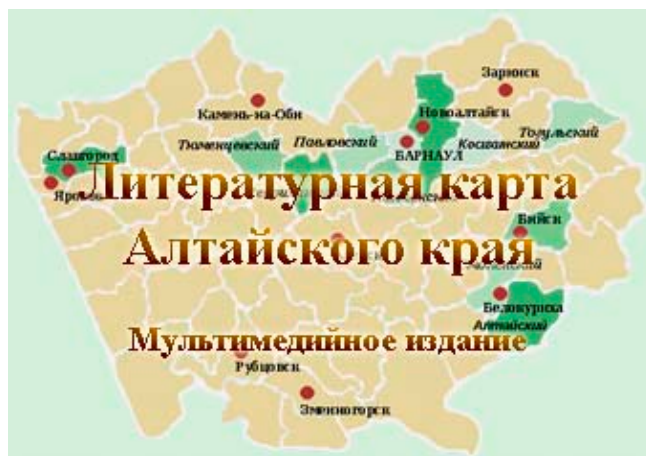 Заринск
Камень-на-Оби
Новоалтайск
Тюменцевский
Павловский
БАРНАУЛ
Косихинский
Тогульский
Славгород
Литературная карта
Бийск
Алтайского края
Белокуриха
Алтайский
Мультимедийное издание
Рубцовск
Змеиногорск